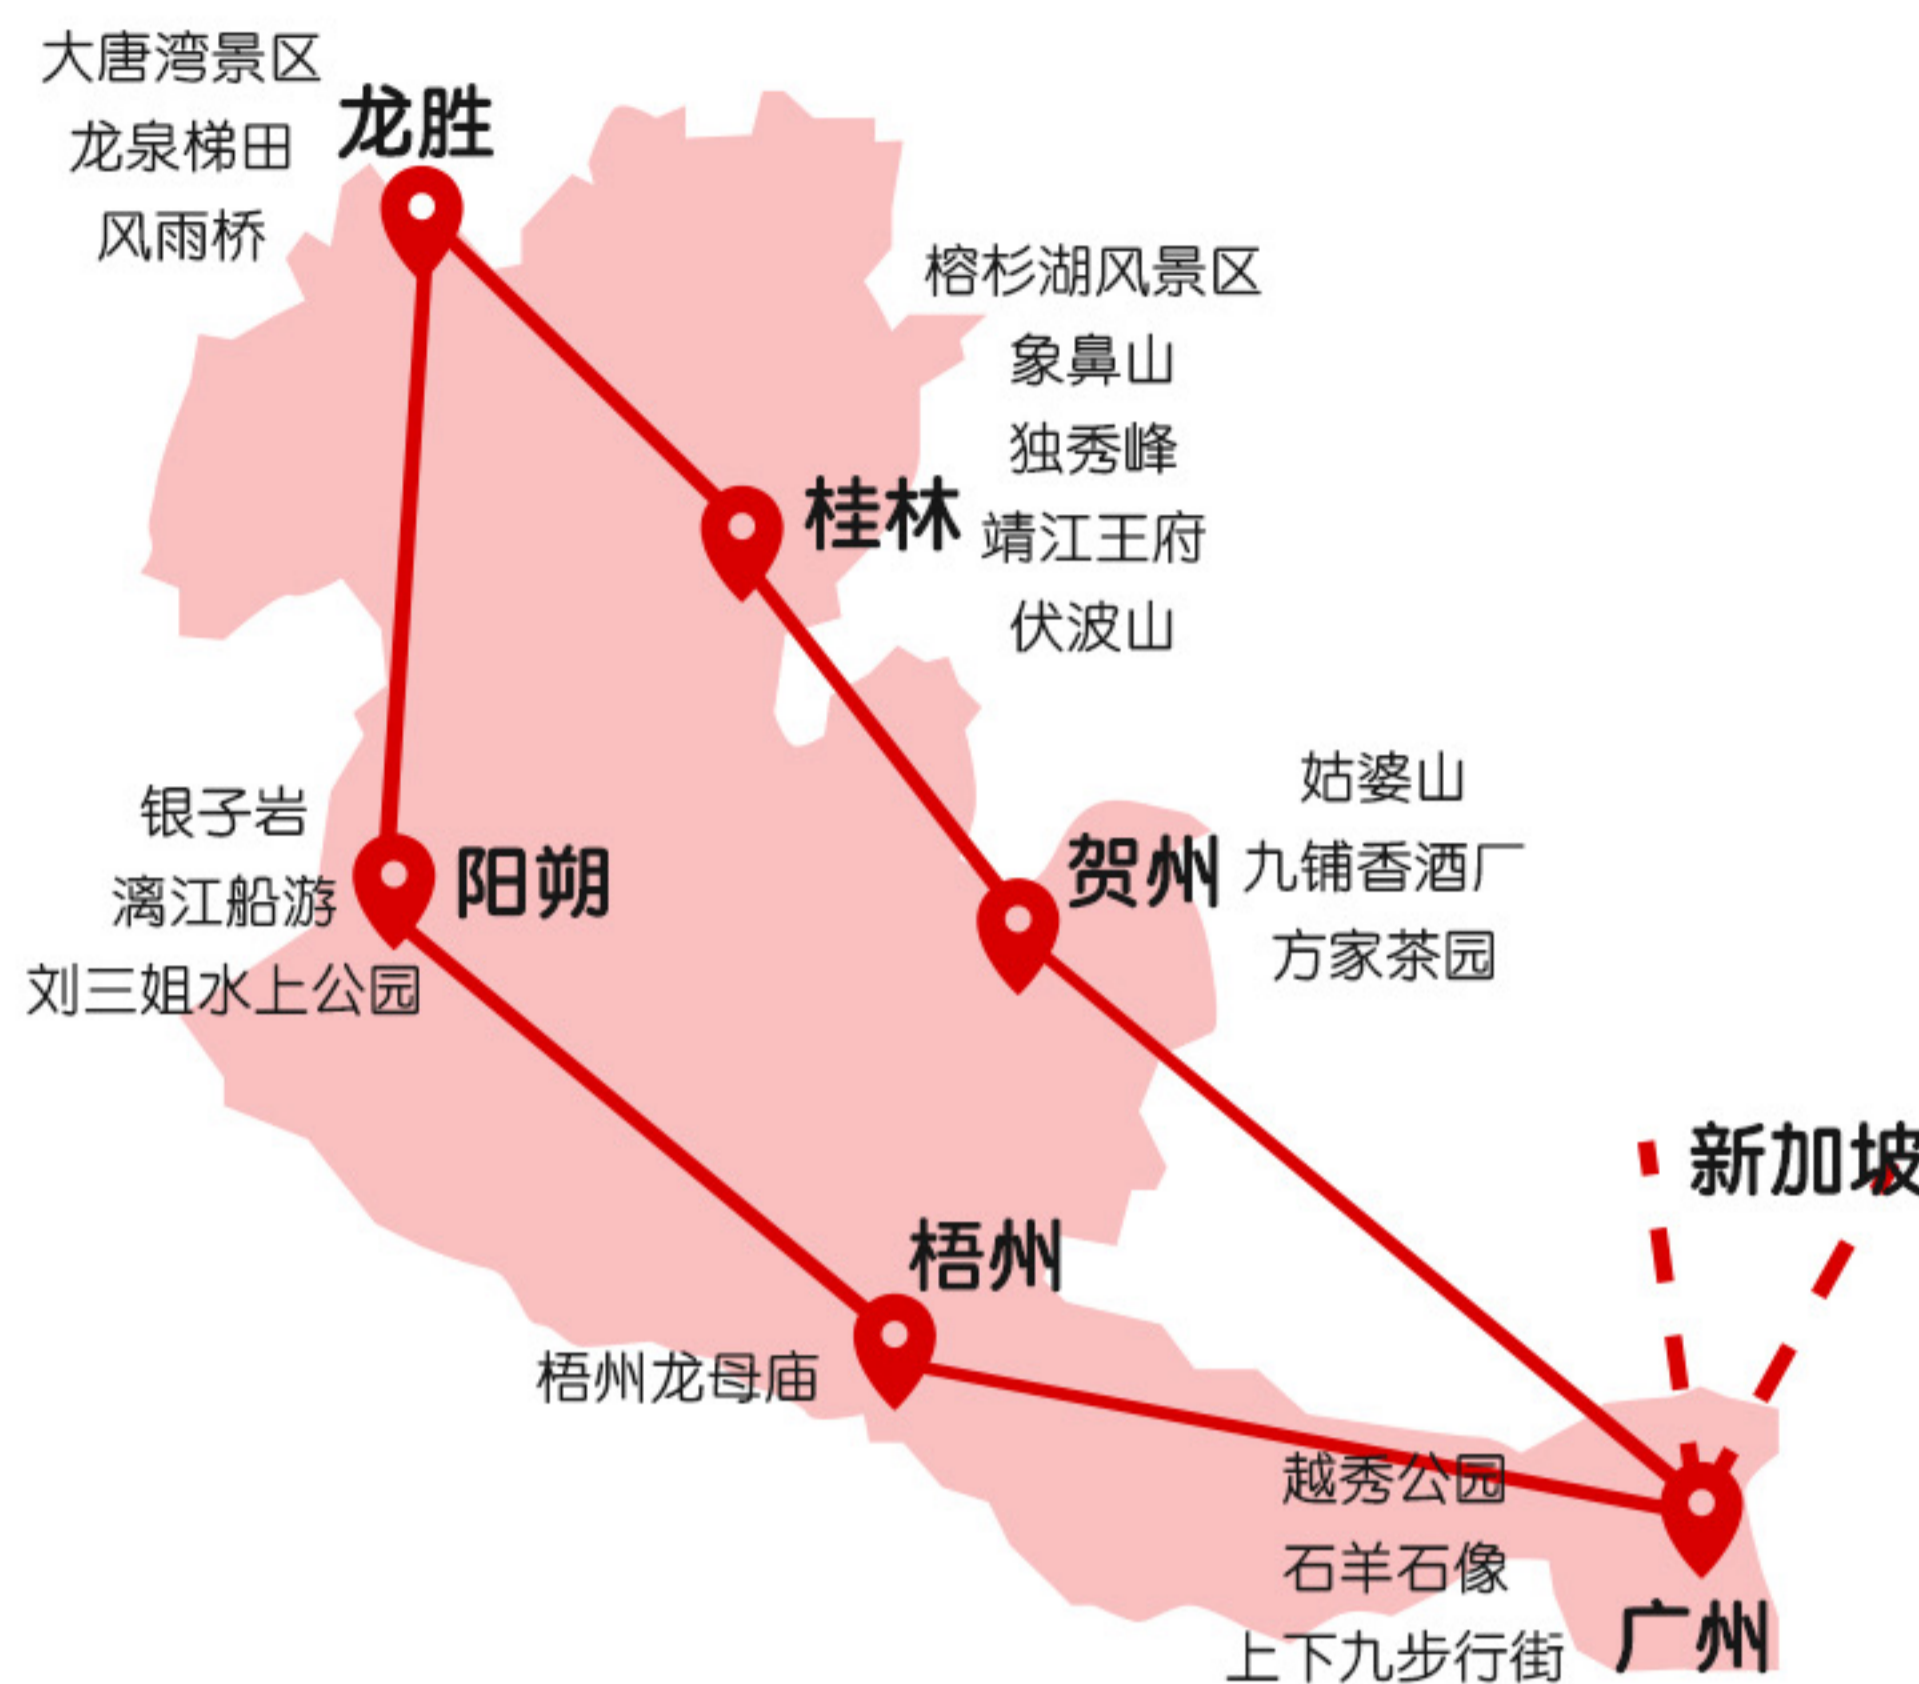 大唐湾景区
龙泉梯田
风雨桥
龙胜
榕杉湖风景区
象鼻山
独秀峰
靖江王府
伏波山
桂林
银子岩
漓江船游
刘三姐水上公园
阳朔
贺州
姑婆山
九铺香酒厂
方家茶园
新加坡
梧州
梧州龙母庙
越秀公园
石羊石像
上下九步行街
广州